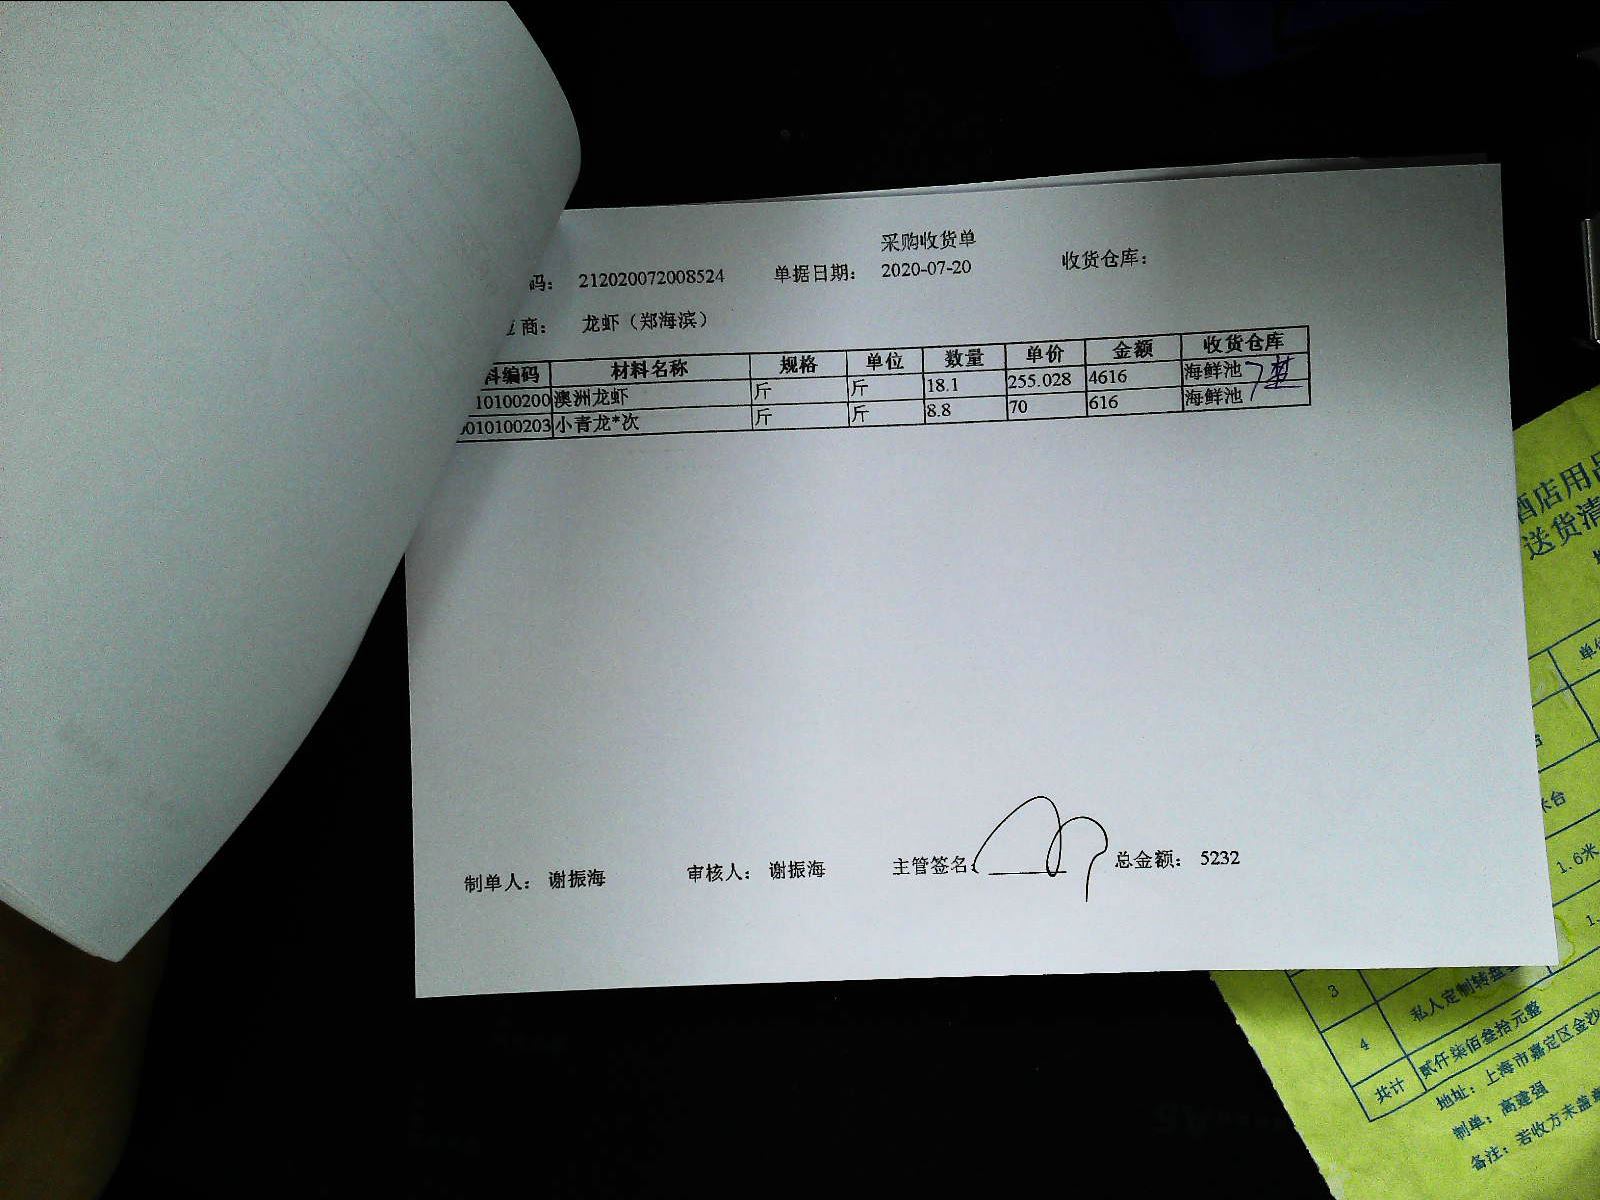 采购收货单
码： 212020072008524 单据日期： 2020-07-20 收货仓库：
商： 龙虾（郑海滨）
料编码 材料名称 规格 单位 数量 单价 金额 收货仓库
10100200 澳洲龙虾 斤 斤 18.1 255.028 4616 海鲜池
010100203 小青龙*次 斤 斤 8.8 70 616 海鲜池
制单人： 谢振海 审核人： 谢振海 主管签名： 总金额： 5232
酒店用品
送货清
单位
米台
1.6米
1.
3 私人定制转盘
4
共计 贰仟柒佰叁拾元整
地址：上海市嘉定区金沙
制单：高建强
备注：若收方未盖章